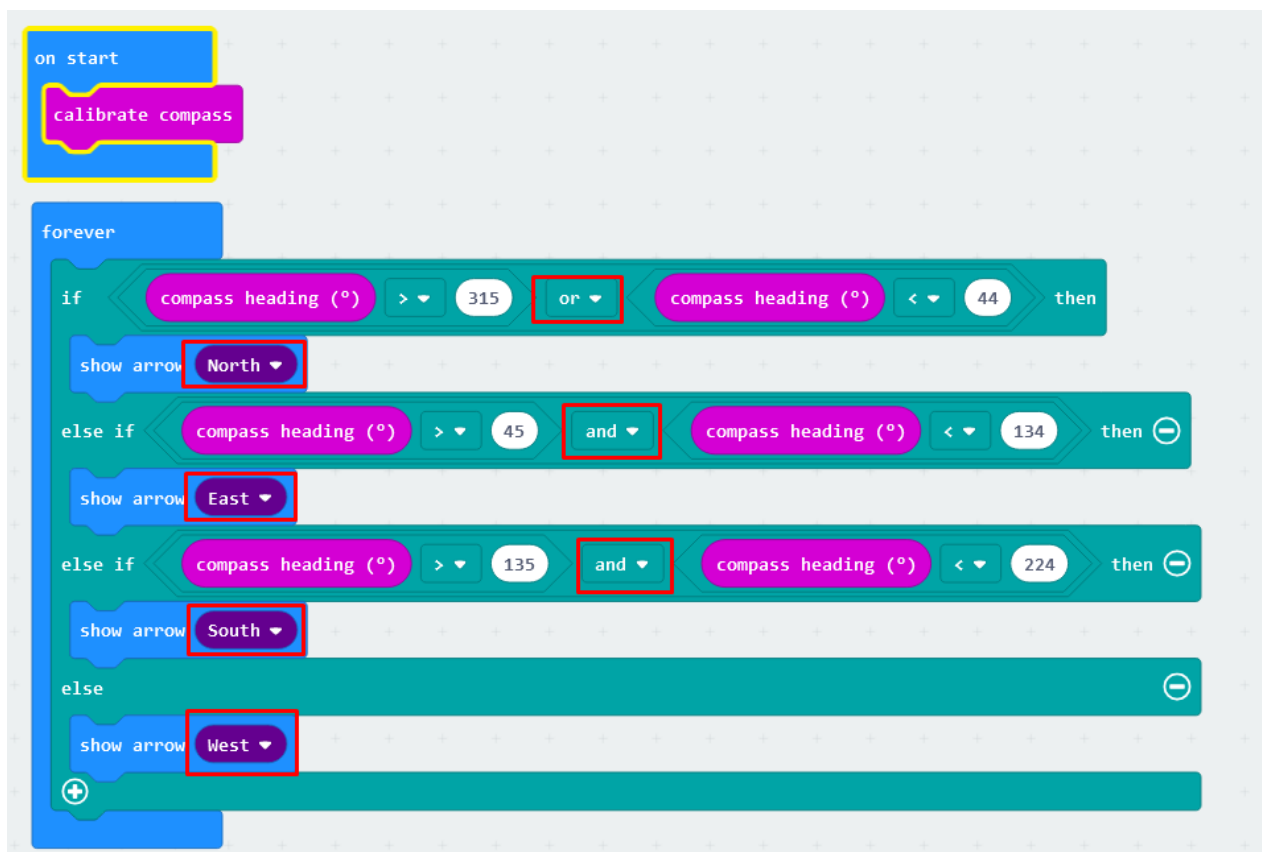 on start
calibrate compass
forever
if compass heading (°) > 315 or compass heading (°) < 44 then
show arrow North
else if compass heading (°) > 45 and compass heading (°) < 134 then
show arrow East
else if compass heading (°) > 135 and compass heading (°) < 224 then
show arrow South
else
show arrow West